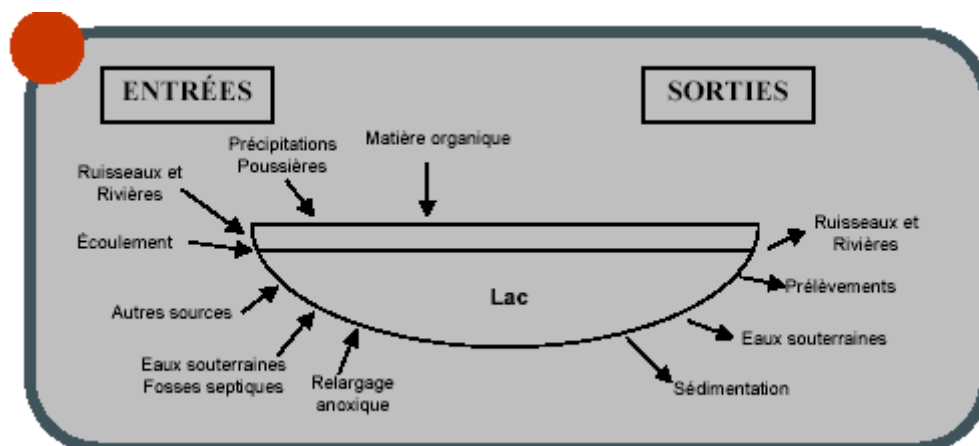 ENTRÉES
SORTIES
Précipitations
Poussières
Matière organique
Ruisseaux et
Rivières
Écoulement
Autres sources
Eaux souterraines
Fosses septiques
Relargage
anoxique
Lac
Ruisseaux et
Rivières
Prélèvements
Eaux souterraines
Sédimentation